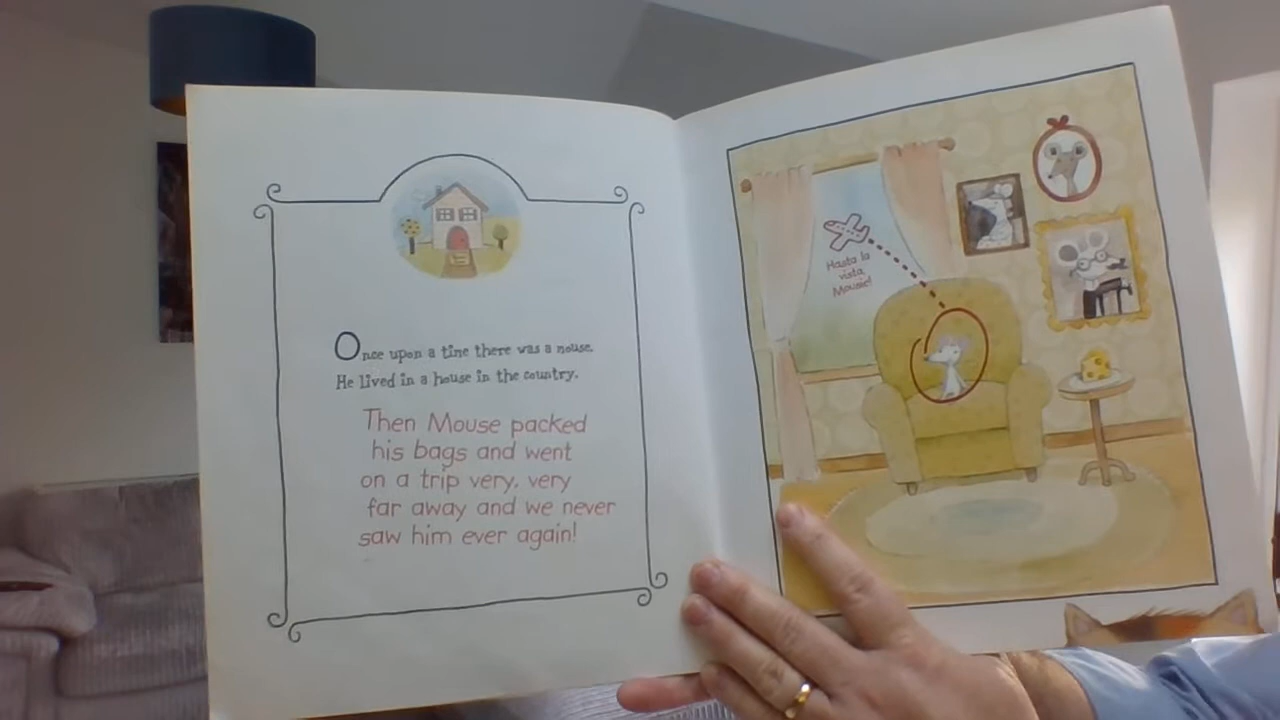 Once upon a time there was a mouse.
He lived in a house in the country.
Then Mouse packed
his bags and went
on a trip very, very
far away and we never
saw him ever again!
Hasta la
vista,
Mousie!